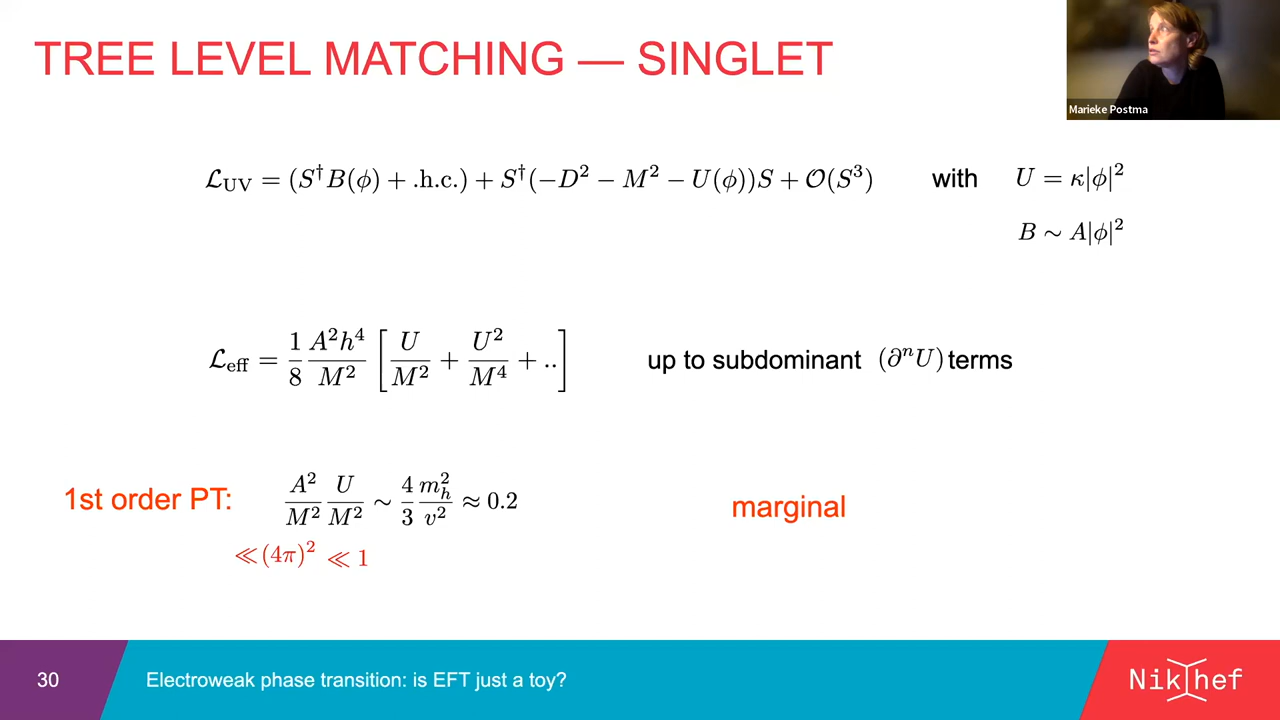 TREE LEVEL MATCHING — SINGLET
Marieke Postma
ℒ_UV = (S†B(ϕ) + .h.c.) + S†(−D² − M² − U(ϕ))S + 𝒪(S³) with U = κ|ϕ|²
B ∼ A|ϕ|²
ℒ_eff = 1/8 A²h⁴/M² [U/M² + U²/M⁴ + ..] up to subdominant (∂ⁿU) terms
1st order PT: A²/M² U/M² ∼ 4/3 m_h²/v² ≈ 0.2 marginal
≪(4π)² ≪ 1
30 Electroweak phase transition: is EFT just a toy? Nikhef